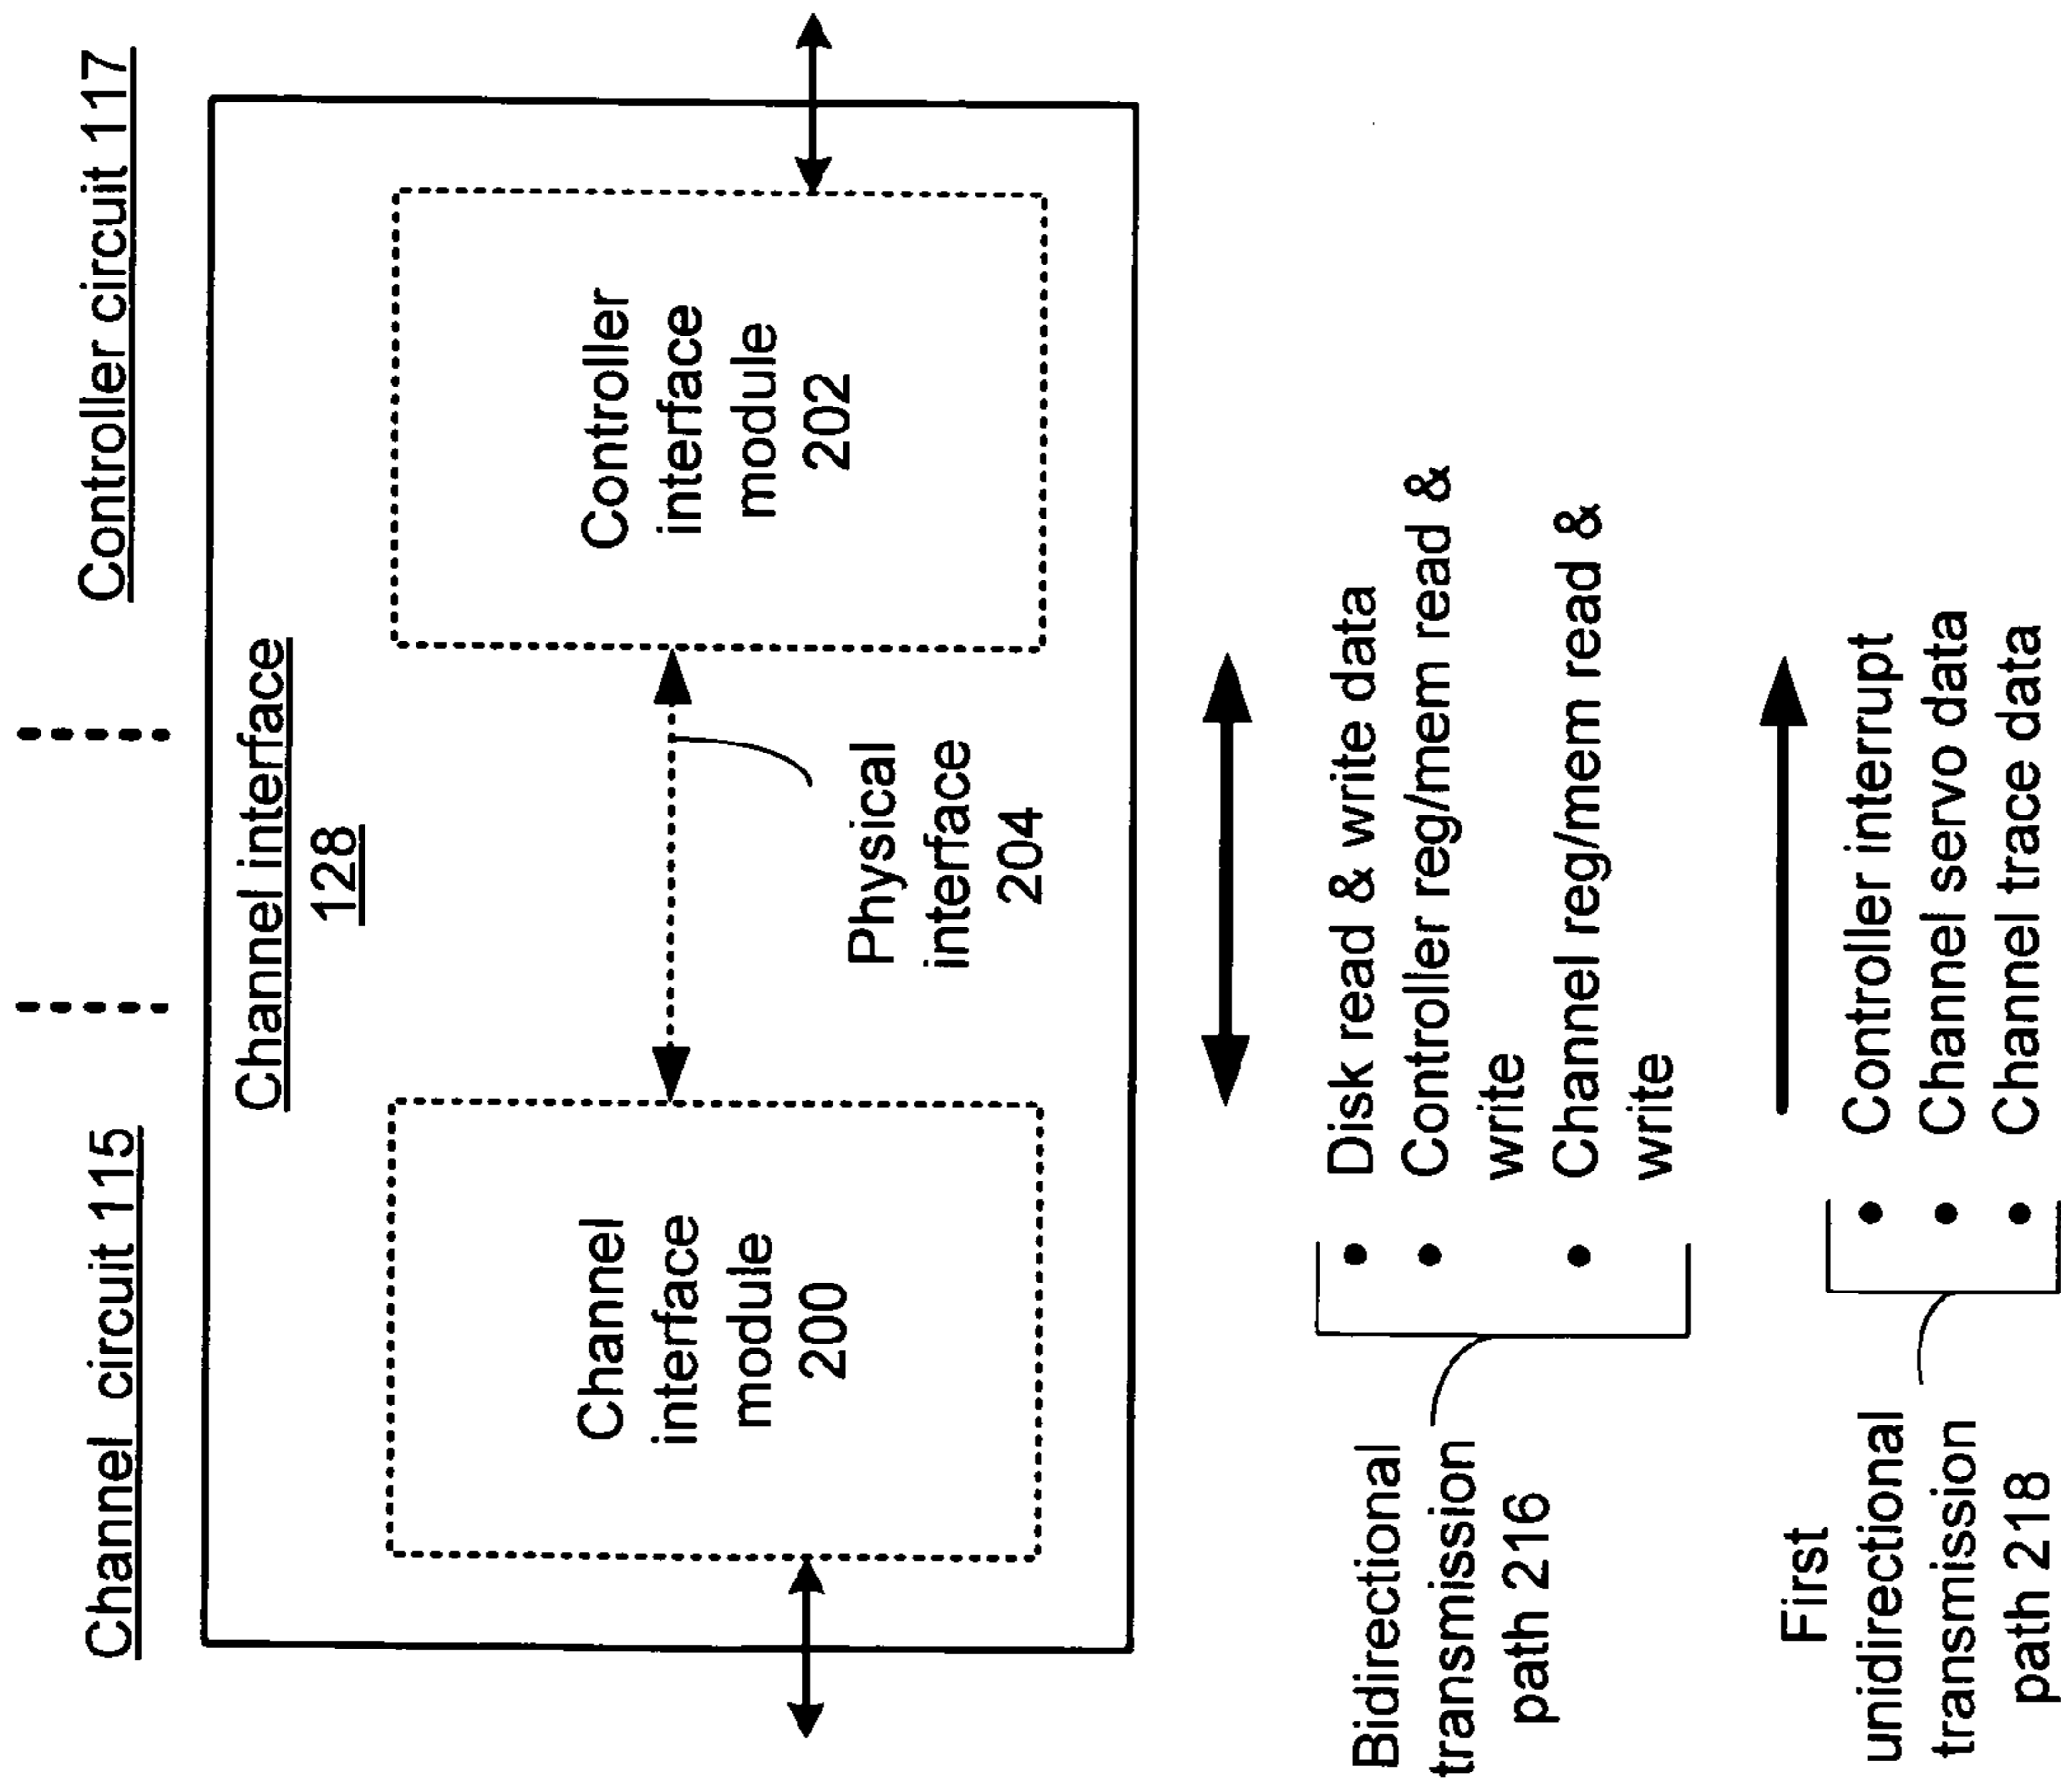 Channel circuit 115
Controller circuit 117
Channel interface
128
Channel
interface
module
200
Physical
interface
204
Controller
interface
module
202
Bidirectional
transmission
path 216
• Disk read & write data
• Controller reg/mem read &
write
• Channel reg/mem read &
write
First
unidirectional
transmission
path 218
• Controller interrupt
• Channel servo data
• Channel trace data